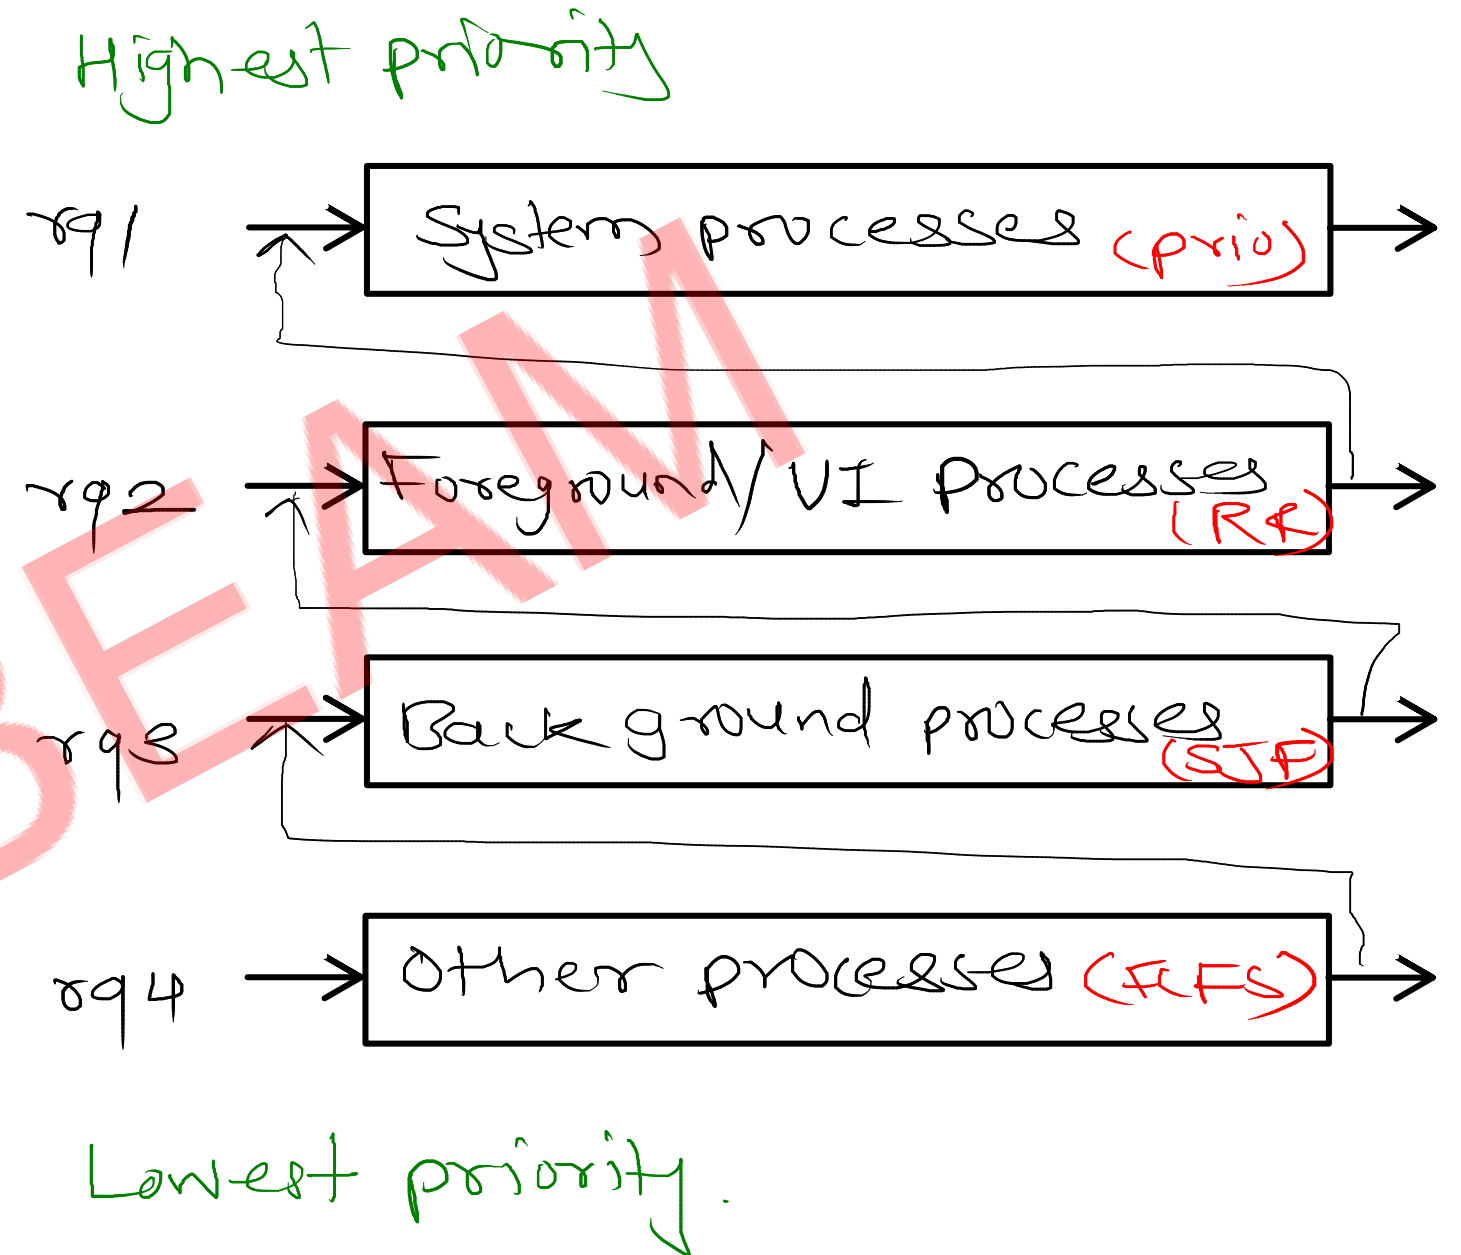 Highest priority
rq1 System processes (prio)
rq2 Foreground/UI processes (RR)
rq3 Background processes (SJF)
rq4 Other processes (FCFS)
Lowest priority.
BEAM